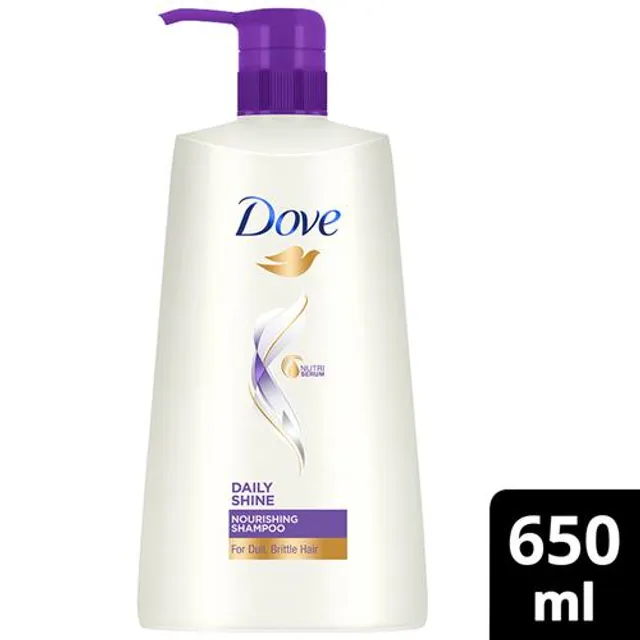 Dove
NUTRI
SERUM
DAILY
SHINE
NOURISHING
SHAMPOO
For Dull, Brittle Hair
650
ml